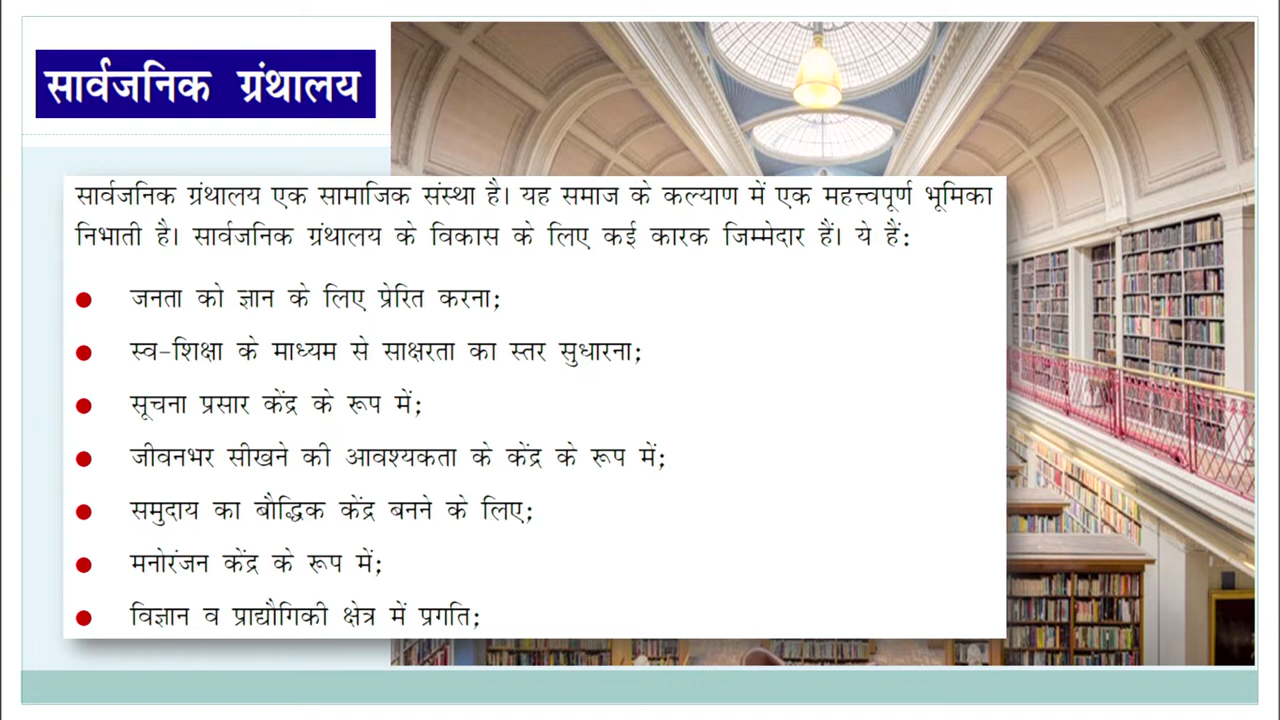 सार्वजनिक ग्रंथालय
सार्वजनिक ग्रंथालय एक सामाजिक संस्था है। यह समाज के कल्याण में एक महत्त्वपूर्ण भूमिका
निभाती है। सार्वजनिक ग्रंथालय के विकास के लिए कई कारक जिम्मेदार हैं। ये हैं:
● जनता को ज्ञान के लिए प्रेरित करना;
● स्व-शिक्षा के माध्यम से साक्षरता का स्तर सुधारना;
● सूचना प्रसार केंद्र के रूप में;
● जीवनभर सीखने की आवश्यकता के केंद्र के रूप में;
● समुदाय का बौद्धिक केंद्र बनने के लिए;
● मनोरंजन केंद्र के रूप में;
● विज्ञान व प्राद्यौगिकी क्षेत्र में प्रगति;